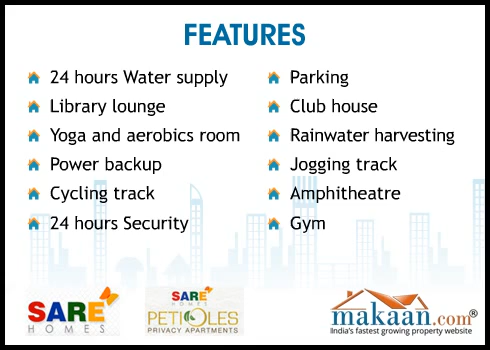 FEATURES
24 hours Water supply
Library lounge
Yoga and aerobics room
Power backup
Cycling track
24 hours Security
Parking
Club house
Rainwater harvesting
Jogging track
Amphitheatre
Gym
SARE
HOMES
SARE
HOMES
PETIOLES
PRIVACY APARTMENTS
makaan.com®
India's fastest growing property website